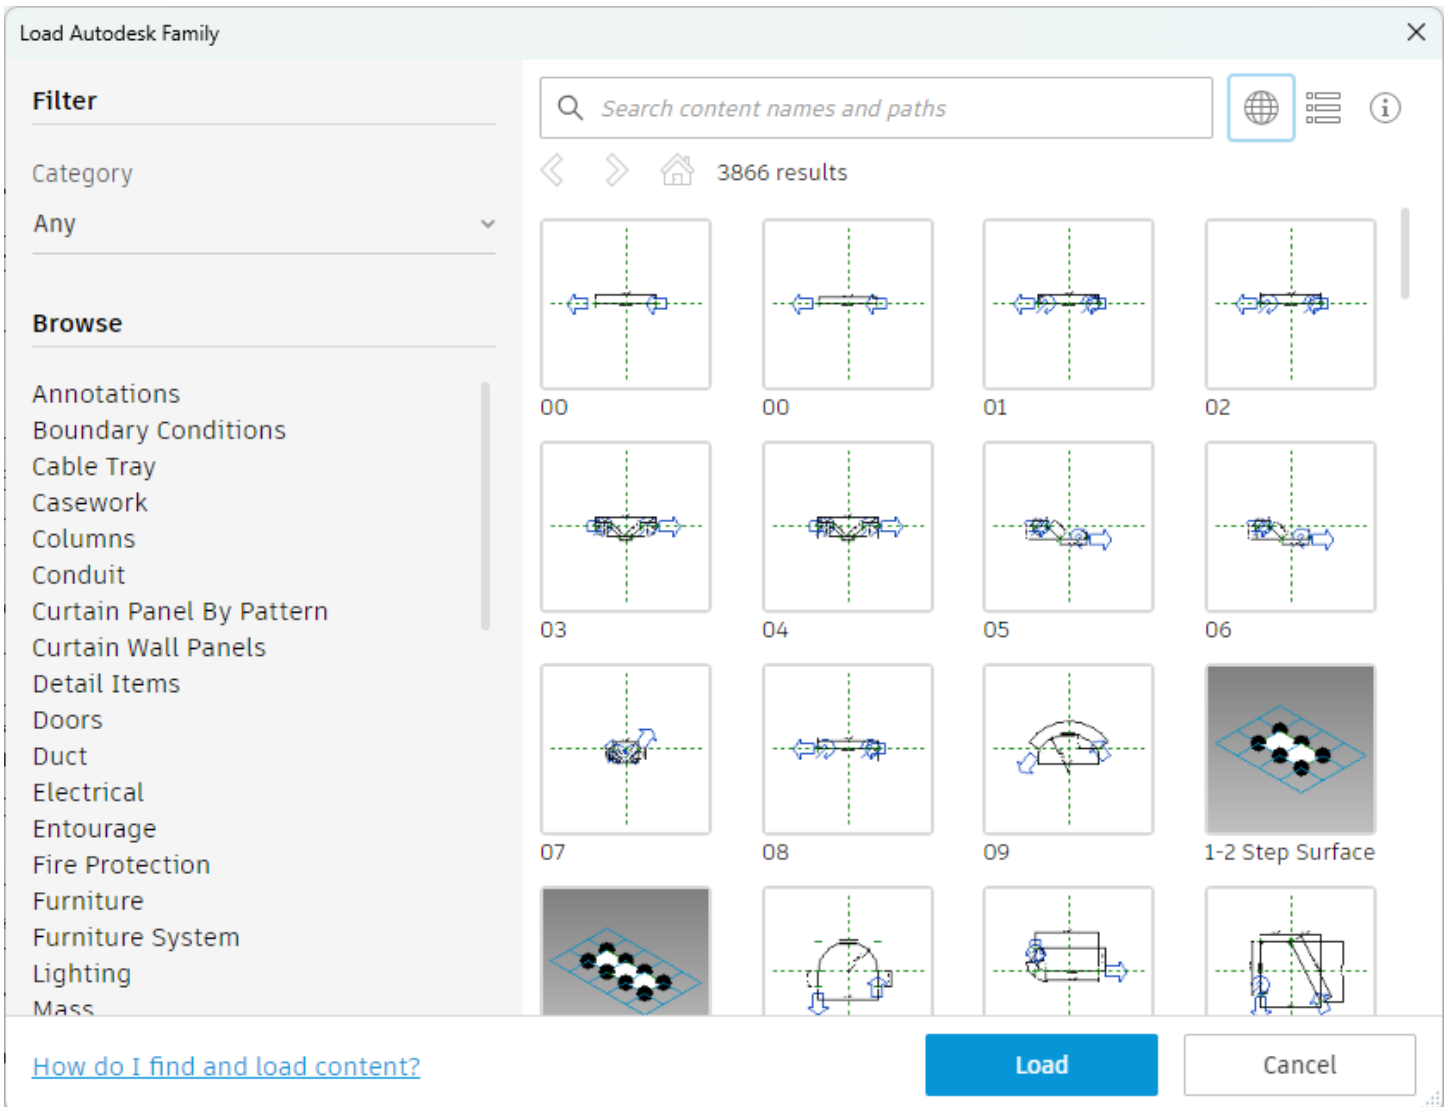 Load Autodesk Family
Filter
Category
Any
Browse
Annotations
Boundary Conditions
Cable Tray
Casework
Columns
Conduit
Curtain Panel By Pattern
Curtain Wall Panels
Detail Items
Doors
Duct
Electrical
Entourage
Fire Protection
Furniture
Furniture System
Lighting
Mass
Search content names and paths
3866 results
00
00
01
02
03
04
05
06
07
08
09
1-2 Step Surface
How do I find and load content?
Load
Cancel